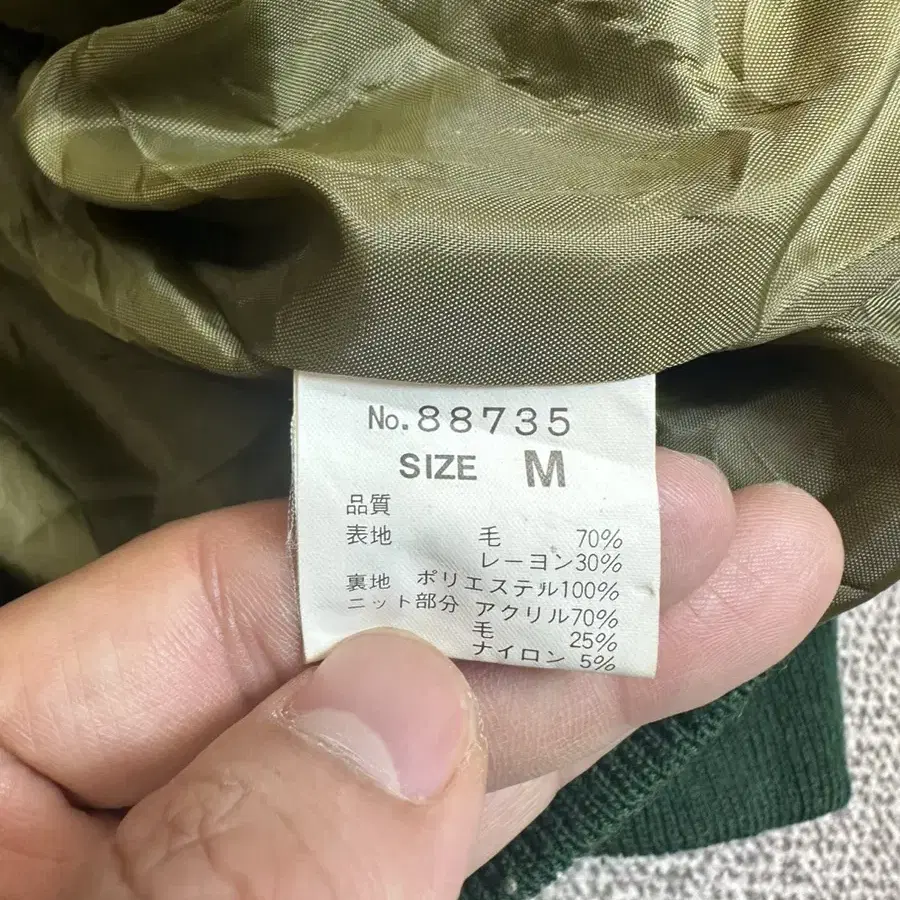 No.88735
SIZE M
品質
表地 毛 70%
レーヨン30%
裏地 ポリエステル100%
ニット部分 アクリル70%
毛 25%
ナイロン 5%